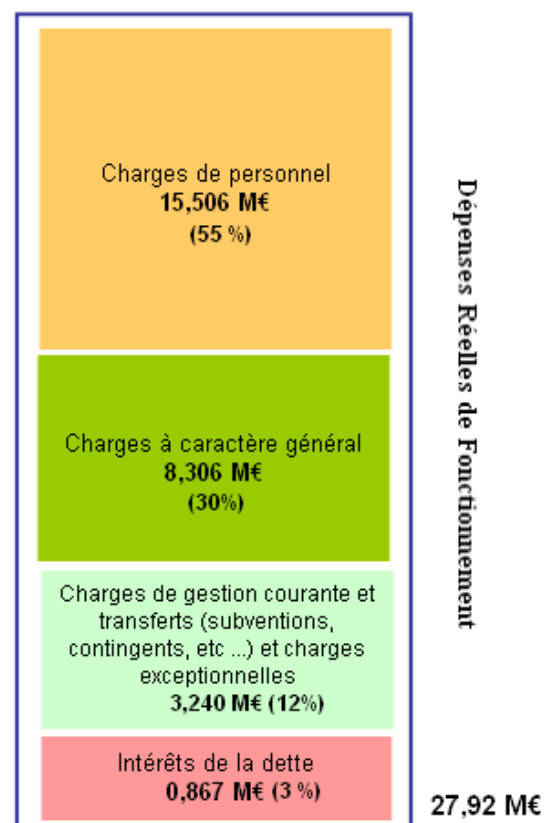 Charges de personnel
15,506 M€
(55 %)
Charges à caractère général
8,306 M€
(30%)
Charges de gestion courante et
transferts (subventions,
contingents, etc ...) et charges
exceptionnelles
3,240 M€ (12%)
Intérêts de la dette
0,867 M€ (3 %)
Dépenses Réelles de Fonctionnement
27,92 M€